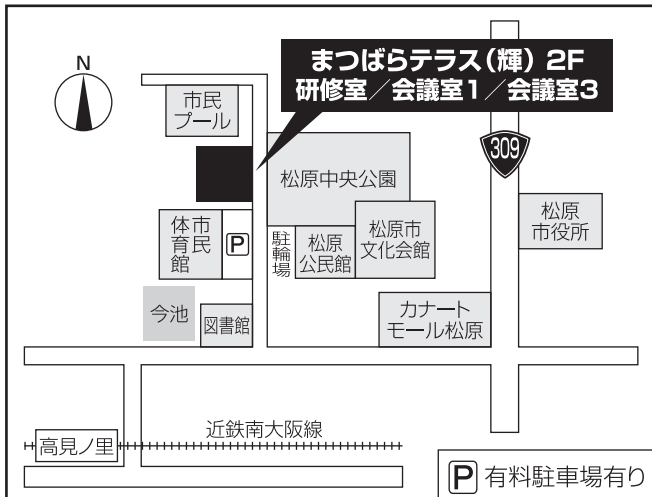 まつばらテラス（輝）2F
研修室／会議室1／会議室3
N
市民
プール
松原中央公園
309
松原
市役所
市民
体育館
P
駐輪場
松原
公民館
松原市
文化会館
今池
図書館
カナート
モール松原
近鉄南大阪線
高見ノ里
P 有料駐車場有り